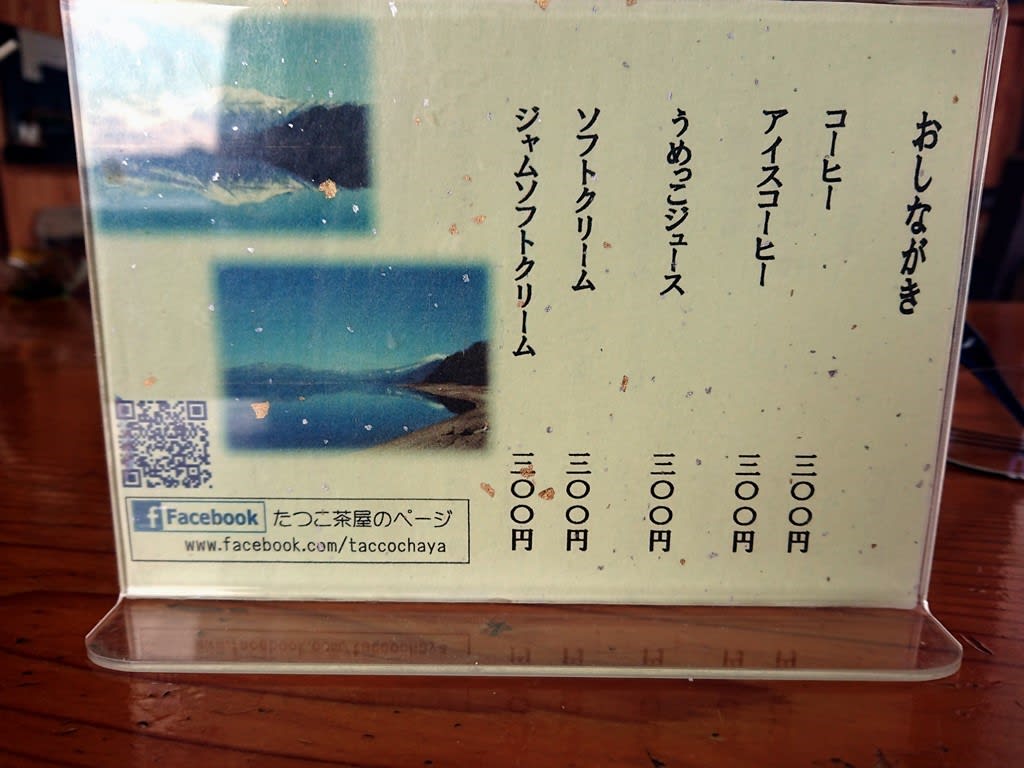 おしながき
コーヒー 三〇〇円
アイスコーヒー 三〇〇円
うめっこジュース 三〇〇円
ソフトクリーム 三〇〇円
ジャムソフトクリーム 三〇〇円
f Facebook たつこ茶屋のページ
www.facebook.com/taccochaya